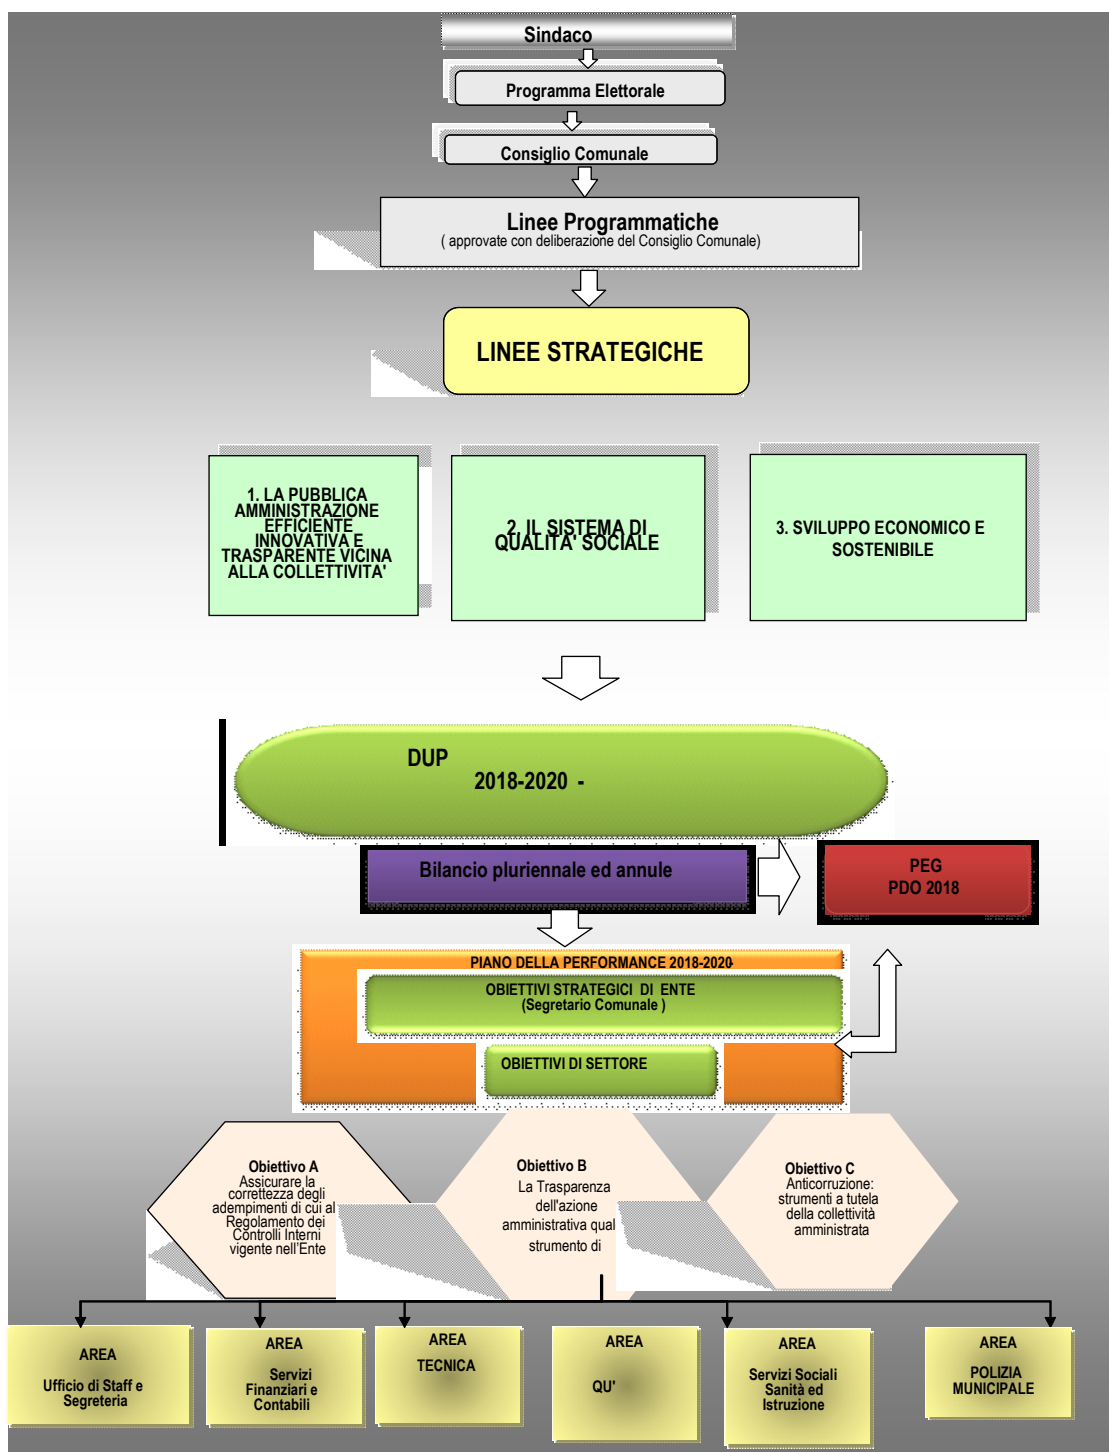 Sindaco
Programma Elettorale
Consiglio Comunale
Linee Programmatiche
( approvate con deliberazione del Consiglio Comunale)
LINEE STRATEGICHE
1. LA PUBBLICA
AMMINISTRAZIONE
EFFICIENTE
INNOVATIVA E
TRASPARENTE VICINA
ALLA COLLETTIVITA'
2. IL SISTEMA DI
QUALITA' SOCIALE
3. SVILUPPO ECONOMICO E
SOSTENIBILE
DUP
2018-2020 -
Bilancio pluriennale ed annule
PEG
PDO 2018
PIANO DELLA PERFORMANCE 2018-2020-
OBIETTIVI STRATEGICI DI ENTE
(Segretario Comunale )
OBIETTIVI DI SETTORE
Obiettivo A
Assicurare la
correttezza degli
adempimenti di cui al
Regolamento dei
Controlli Interni
vigente nell'Ente
Obiettivo B
La Trasparenza
dell'azione
amministrativa qual
strumento di
Obiettivo C
Anticorruzione:
strumenti a tutela
della collettività
amministrata
AREA
Ufficio di Staff e
Segreteria
AREA
Servizi
Finanziari e
Contabili
AREA
TECNICA
AREA
QU'
AREA
Servizi Sociali
Sanità ed
Istruzione
AREA
POLIZIA
MUNICIPALE